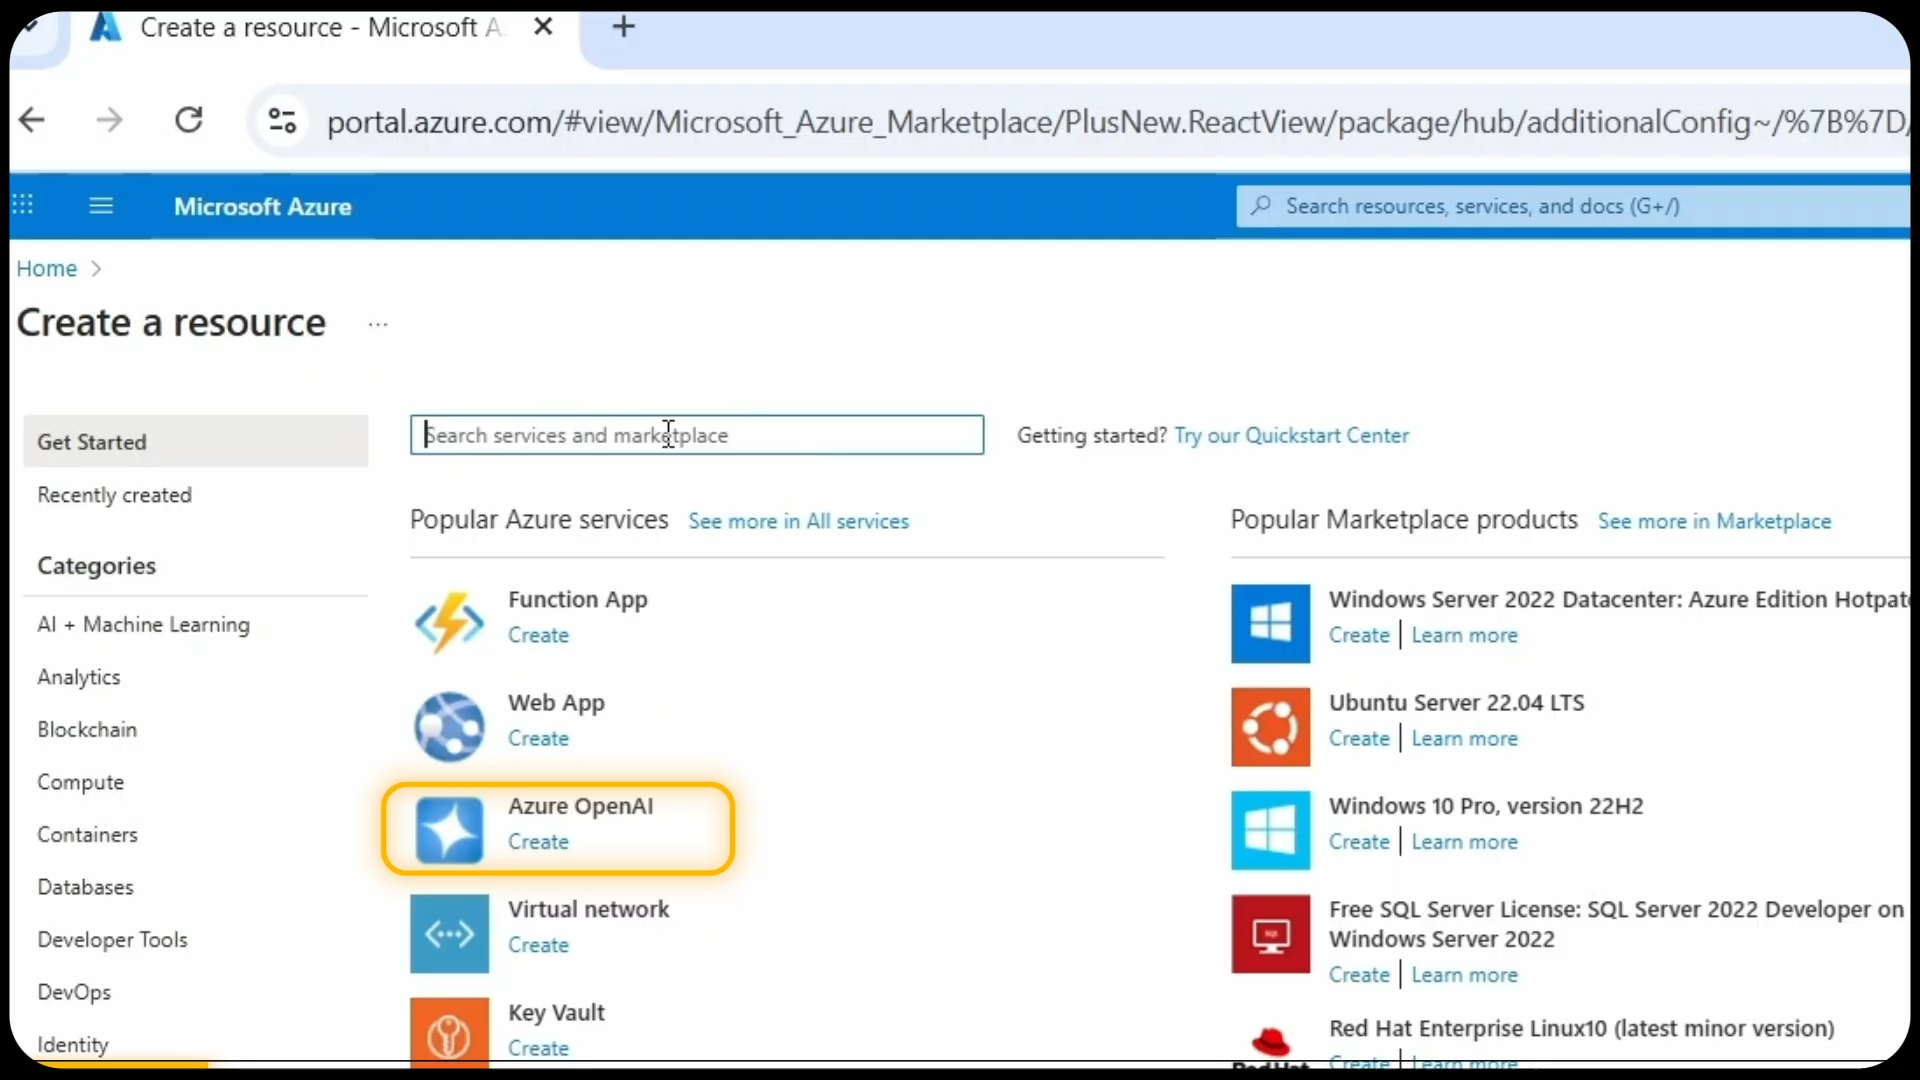 Create a resource - Microsoft A
portal.azure.com/#view/Microsoft_Azure_Marketplace/PlusNew.ReactView/package/hub/additionalConfig~/%7B%7D/
Microsoft Azure
Search resources, services, and docs (G+/)
Home
Create a resource
...
Get Started
Recently created
Categories
AI + Machine Learning
Analytics
Blockchain
Compute
Containers
Databases
Developer Tools
DevOps
Identity
Search services and marketplace
Getting started? Try our Quickstart Center
Popular Azure services See more in All services
Function App
Create
Web App
Create
Azure OpenAI
Create
Virtual network
Create
Key Vault
Create
Popular Marketplace products See more in Marketplace
Windows Server 2022 Datacenter: Azure Edition Hotpat
Create | Learn more
Ubuntu Server 22.04 LTS
Create | Learn more
Windows 10 Pro, version 22H2
Create | Learn more
SQL
Free SQL Server License: SQL Server 2022 Developer on
Windows Server 2022
Create | Learn more
Red Hat
Red Hat Enterprise Linux10 (latest minor version)
Create | Learn more